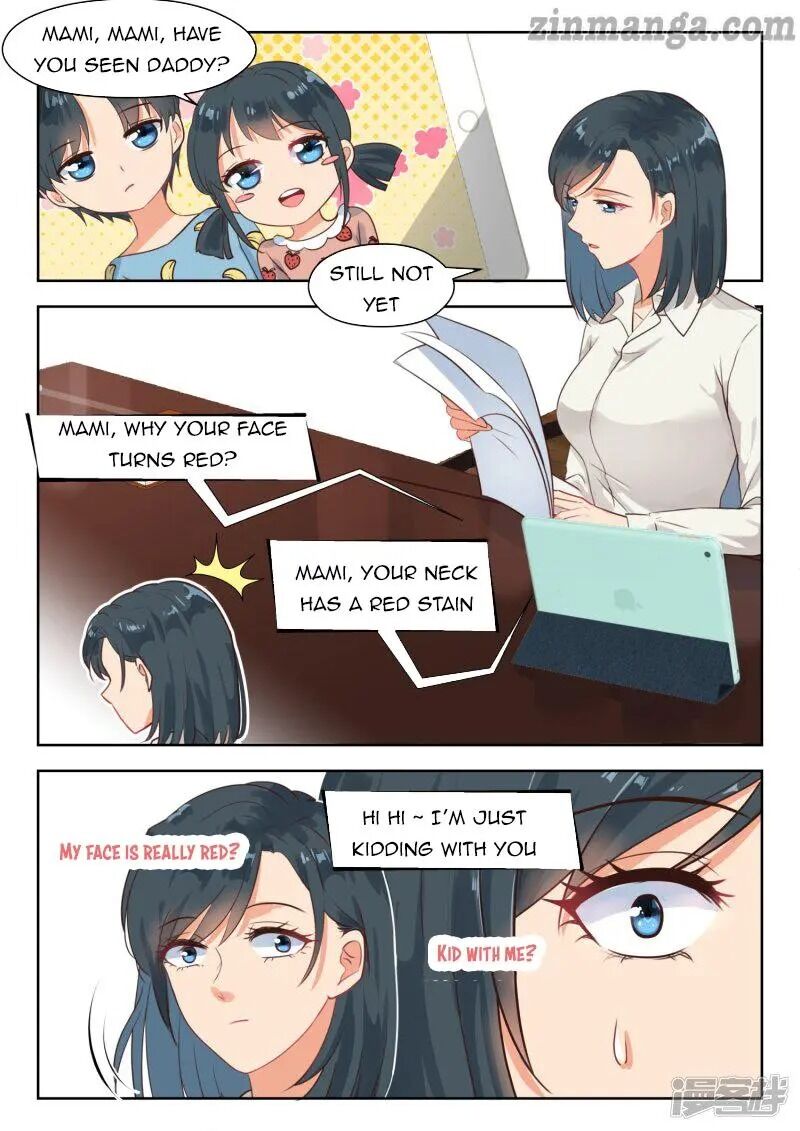 zinmanga.com
MAMI, MAMI, HAVE
YOU SEEN DADDY?
STILL NOT
YET
MAMI, WHY YOUR FACE
TURNS RED?
MAMI, YOUR NECK
HAS A RED STAIN
MY FACE IS REALLY RED?
HI HI ~ I'M JUST
KIDDING WITH YOU
KID WITH ME?
漫客栈